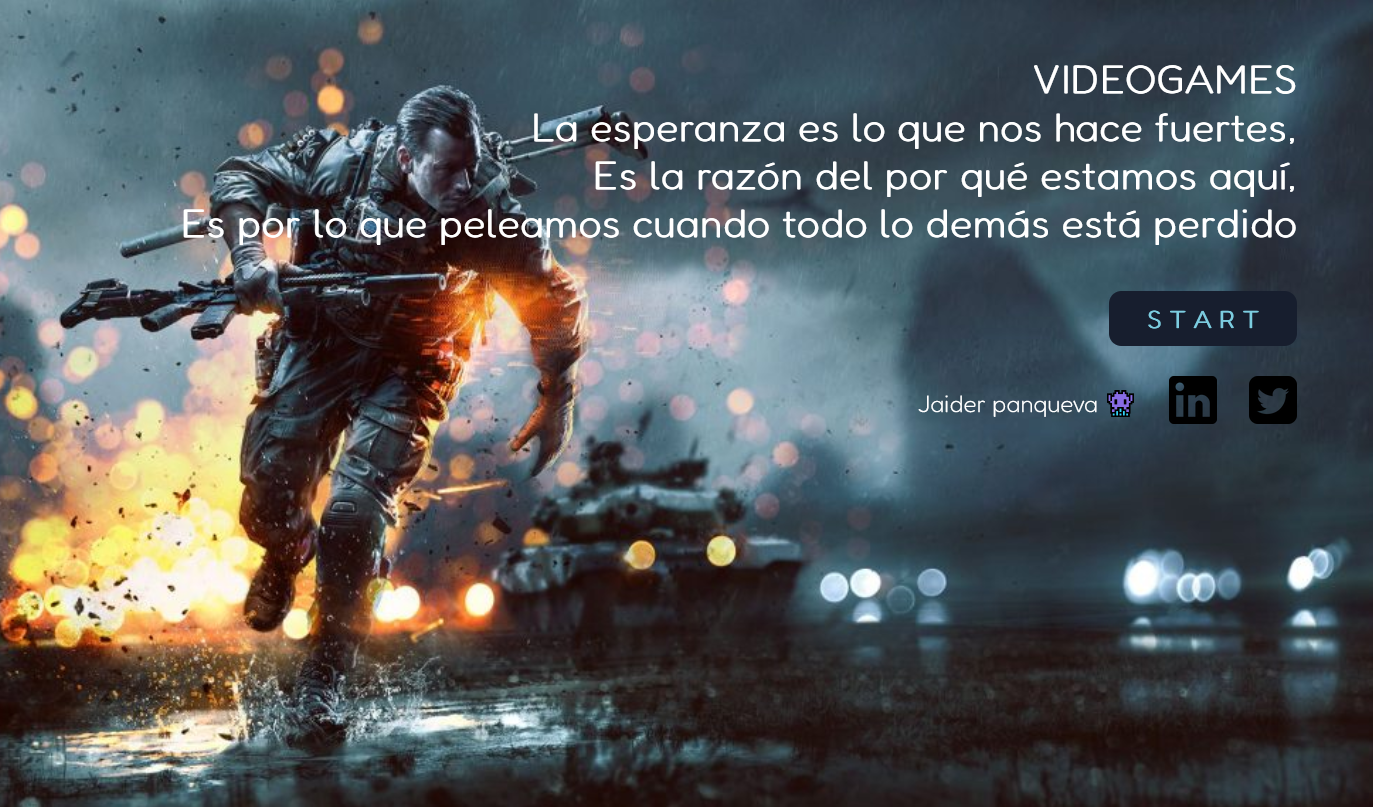 VIDEOGAMES
La esperanza es lo que nos hace fuertes,
Es la razón del por qué estamos aquí,
Es por lo que peleamos cuando todo lo demás está perdido
START
Jaider panqueva
in